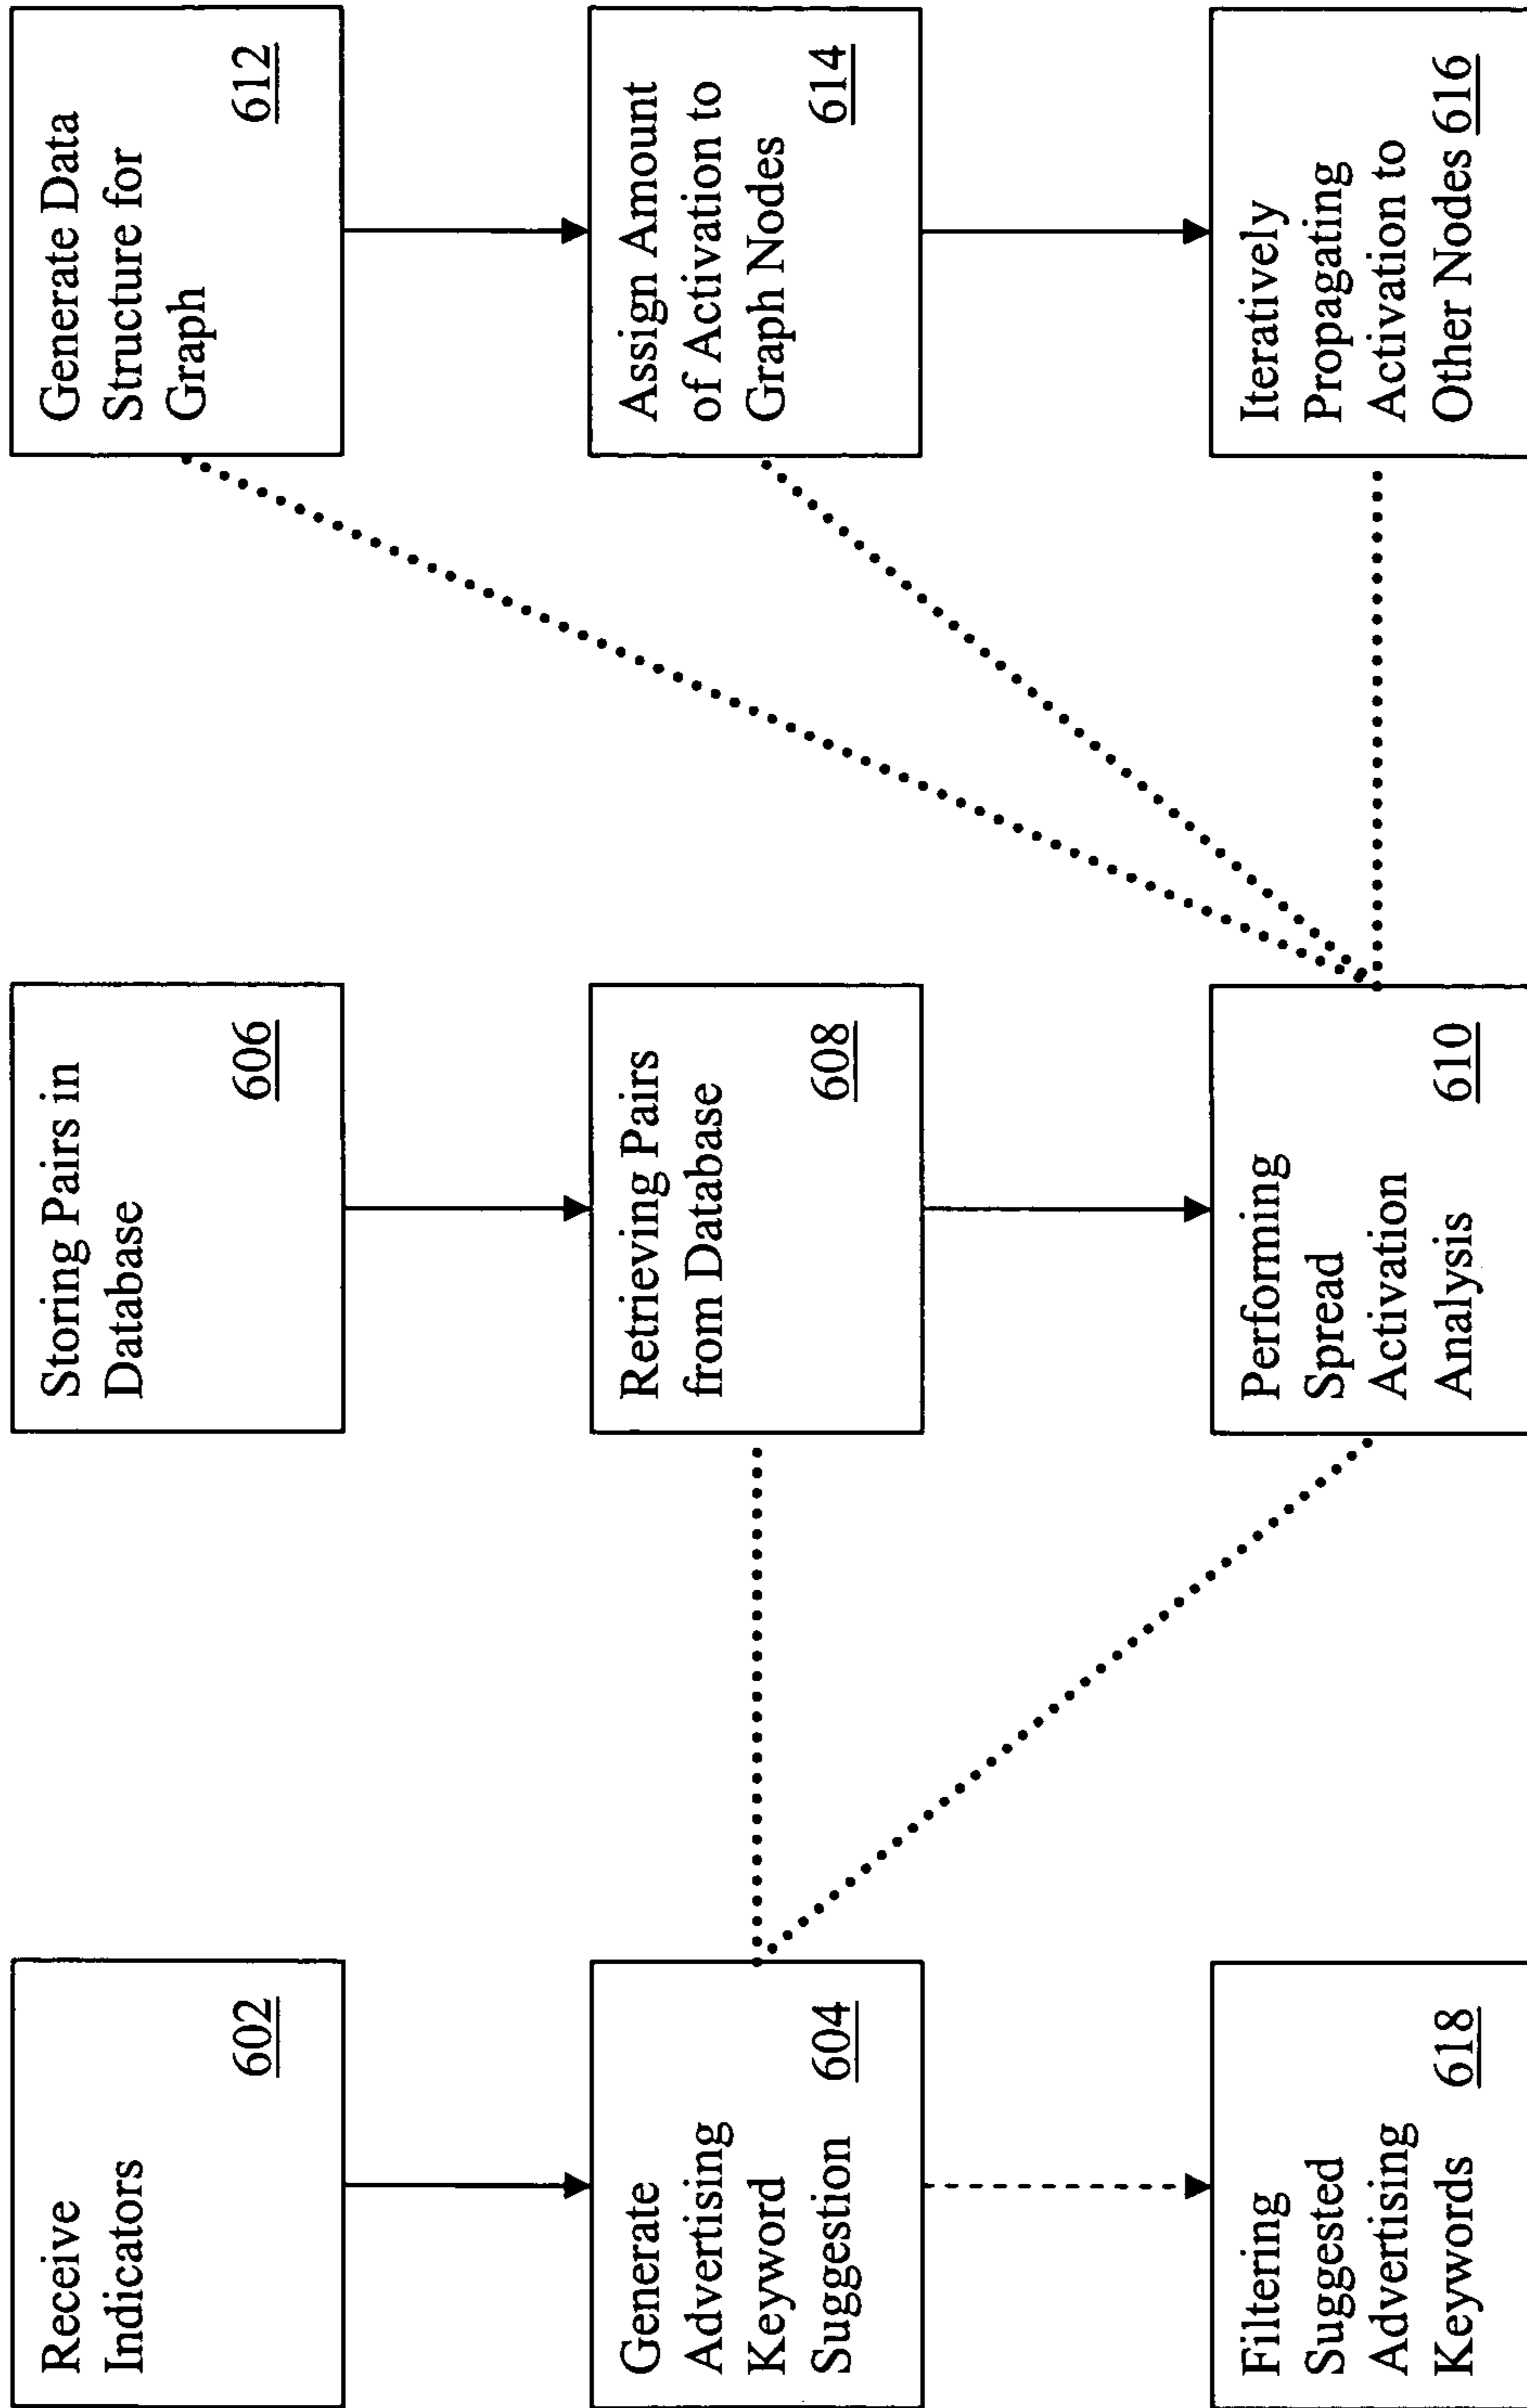 Receive
Indicators
602
Generate
Advertising
Keyword
Suggestion 604
Filtering
Suggested
Advertising
Keywords 618
Storing Pairs in
Database
606
Retrieving Pairs
from Database
608
Performing
Spread
Activation
Analysis 610
Generate Data
Structure for
Graph
612
Assign Amount
of Activation to
Graph Nodes
614
Iteratively
Propagating
Activation to
Other Nodes 616